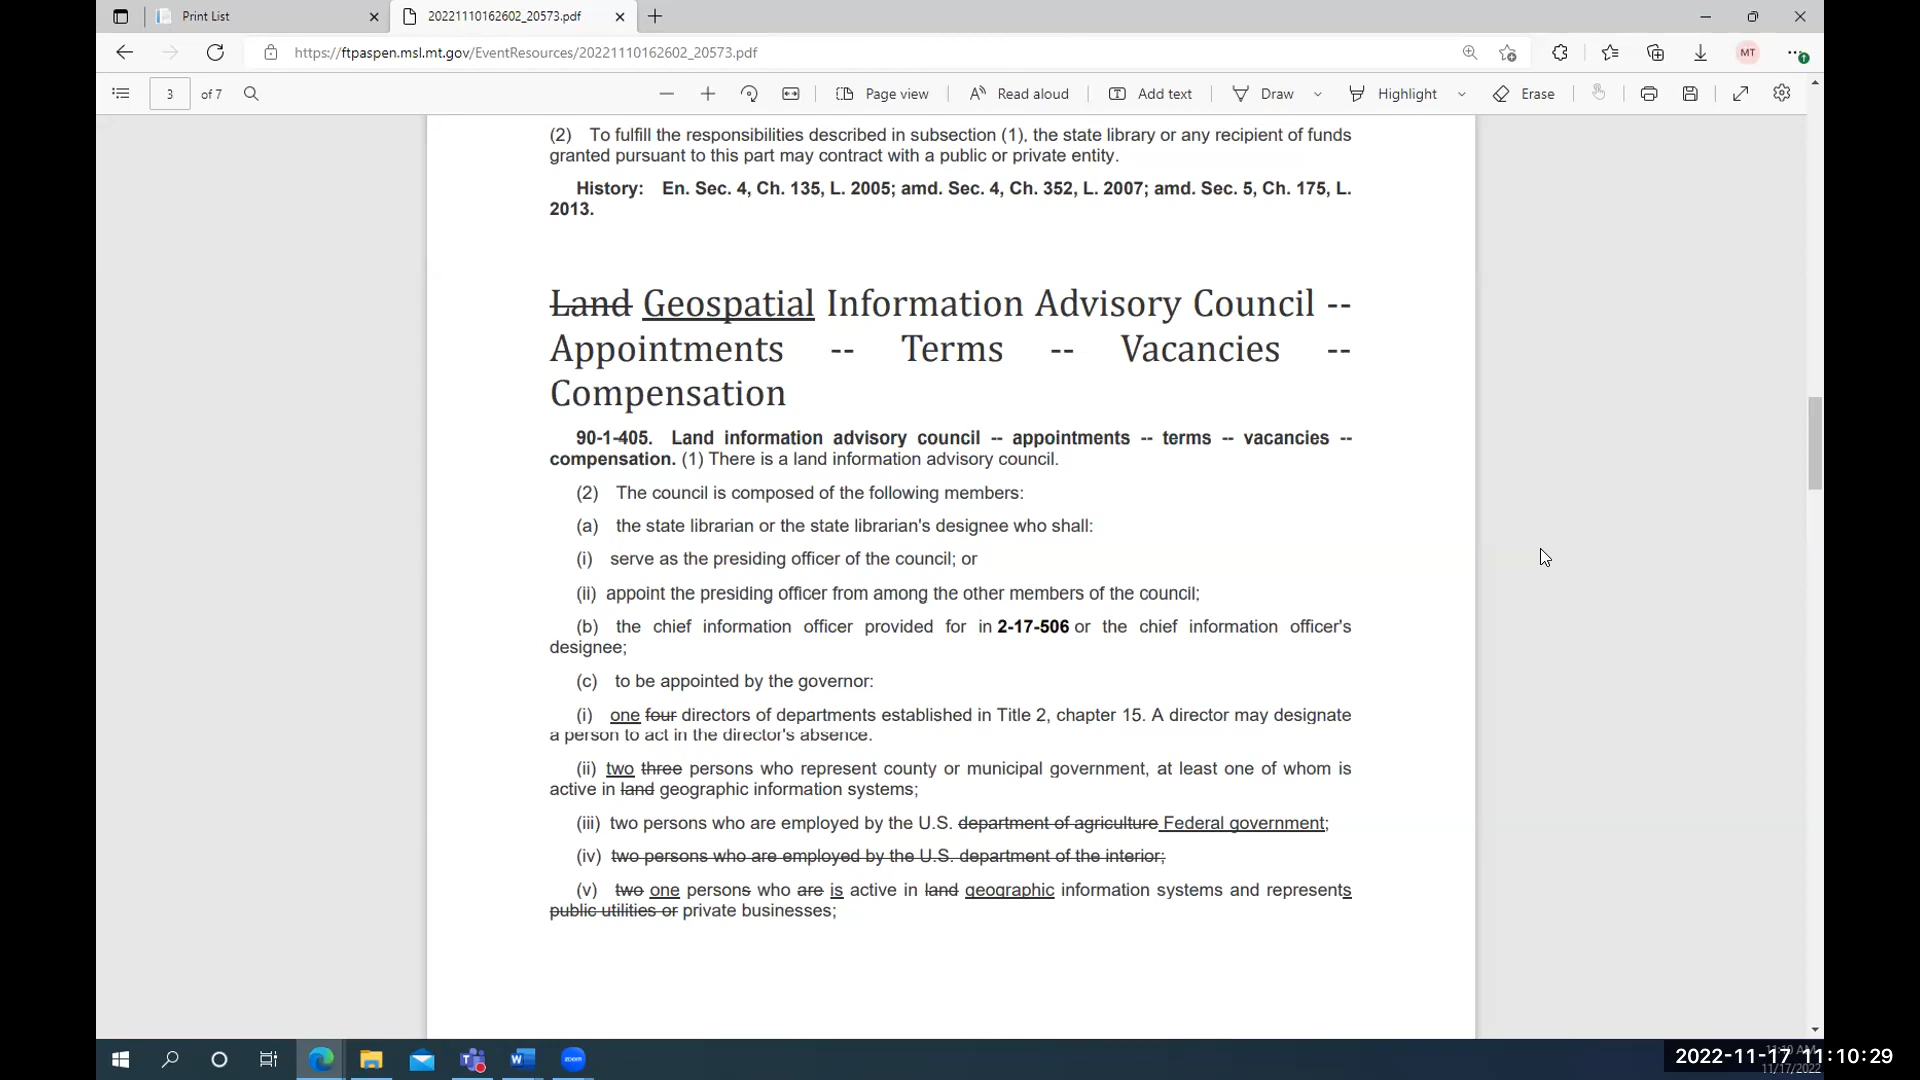 Print List
20221110162602_20573.pdf
https://ftpaspen.msl.mt.gov/EventResources/20221110162602_20573.pdf
MT
3 of 7
Page view
Read aloud
Add text
Draw
Highlight
Erase
(2) To fulfill the responsibilities described in subsection (1), the state library or any recipient of funds
granted pursuant to this part may contract with a public or private entity.
History: En. Sec. 4, Ch. 135, L. 2005; amd. Sec. 4, Ch. 352, L. 2007; amd. Sec. 5, Ch. 175, L.
2013.
Land Geospatial Information Advisory Council --
Appointments -- Terms -- Vacancies --
Compensation
90-1-405. Land information advisory council -- appointments -- terms -- vacancies --
compensation. (1) There is a land information advisory council.
(2) The council is composed of the following members:
(a) the state librarian or the state librarian's designee who shall:
(i) serve as the presiding officer of the council; or
(ii) appoint the presiding officer from among the other members of the council;
(b) the chief information officer provided for in 2-17-506 or the chief information officer's
designee;
(c) to be appointed by the governor:
(i) one four directors of departments established in Title 2, chapter 15. A director may designate
a person to act in the director's absence.
(ii) two three persons who represent county or municipal government, at least one of whom is
active in land geographic information systems;
(iii) two persons who are employed by the U.S. department of agriculture Federal government;
(iv) two persons who are employed by the U.S. department of the interior;
(v) two one persons who are is active in land geographic information systems and represents
public utilities or private businesses;
zoom
11:10 AM
11/17/2022
2022-11-17 11:10:29